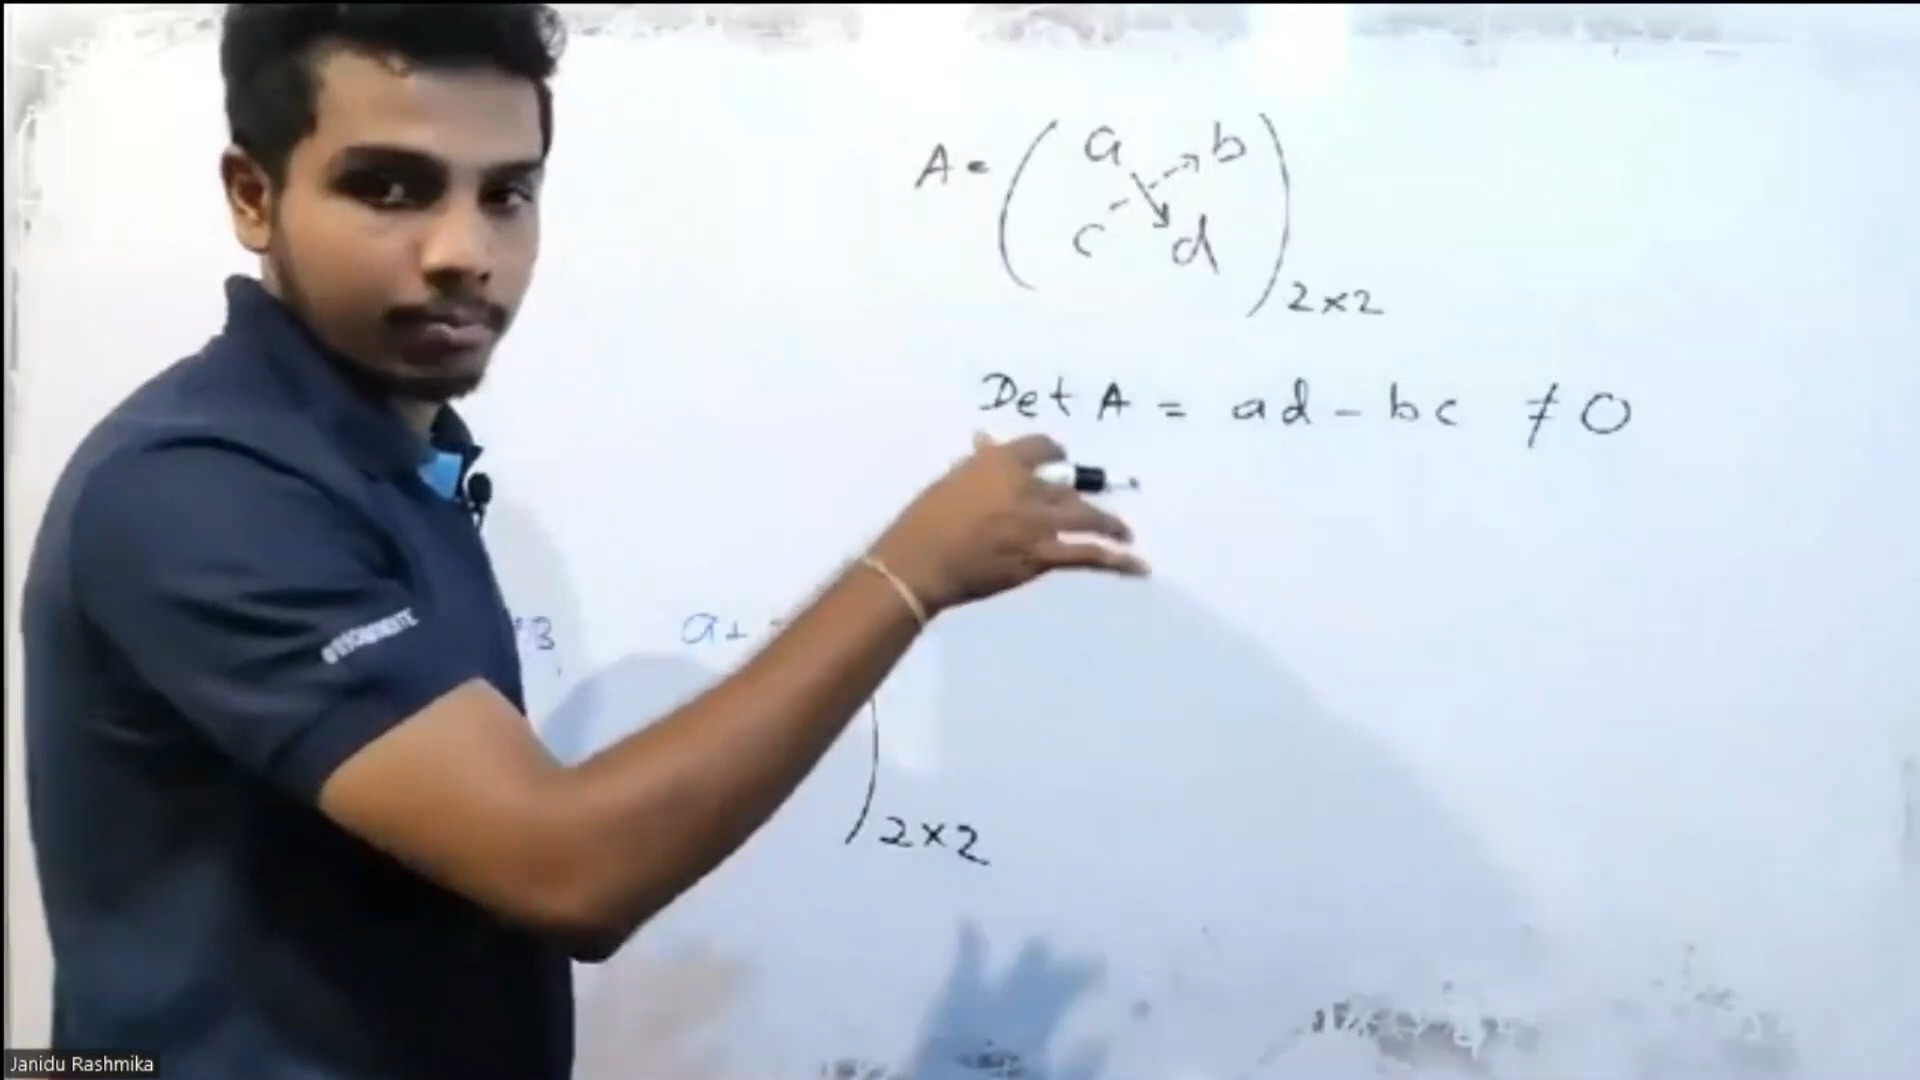 A = ( a b
c d ) 2×2
Det A = ad - bc ≠ 0
2×2
Janidu Rashmika